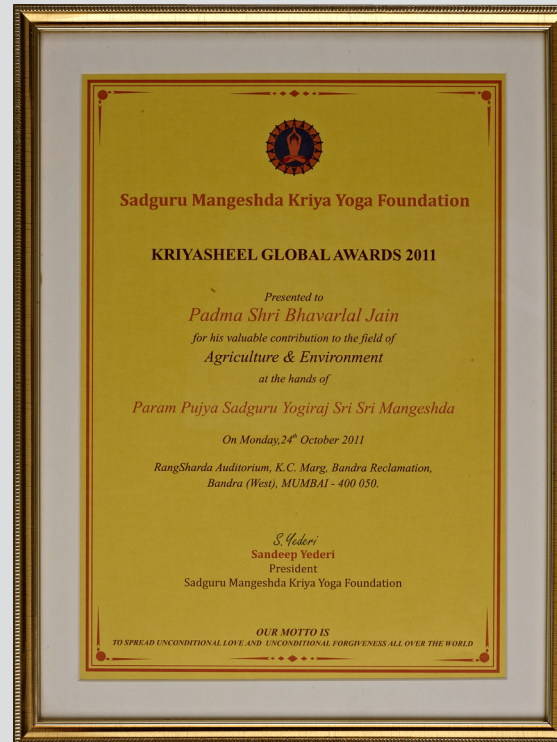 Sadguru Mangeshda Kriya Yoga Foundation
KRIYASHEEL GLOBAL AWARDS 2011
Presented to
Padma Shri Bhavarlal Jain
for his valuable contribution to the field of
Agriculture & Environment
at the hands of
Param Pujya Sadguru Yogiraj Sri Sri Mangeshda
On Monday,24th October 2011
RangSharda Auditorium, K.C. Marg, Bandra Reclamation,
Bandra (West), MUMBAI - 400 050.
S. Yederi
Sandeep Yederi
President
Sadguru Mangeshda Kriya Yoga Foundation
OUR MOTTO IS
TO SPREAD UNCONDITIONAL LOVE AND UNCONDITIONAL FORGIVENESS ALL OVER THE WORLD